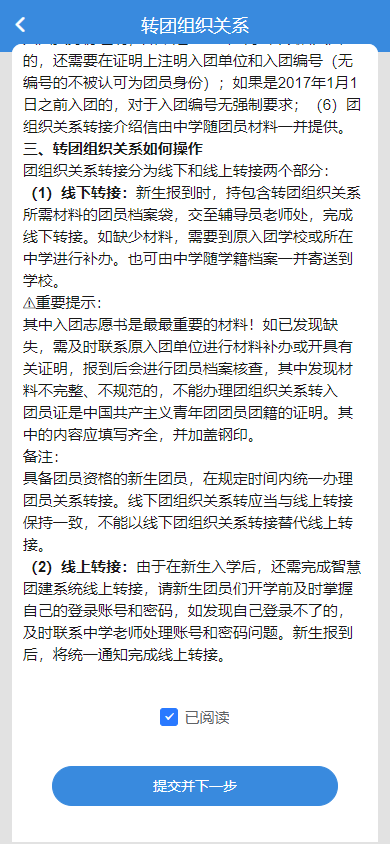 转团组织关系
的，还需要在证明上注明入团单位和入团编号（无
编号的不被认可为团员身份）；如果是2017年1月1
日之前入团的，对于入团编号无强制要求；（6）团
组织关系转接介绍信由中学随团员材料一并提供。
三、转团组织关系如何操作
团组织关系转接分为线下和线上转接两个部分：
（1）线下转接：新生报到时，持包含转团组织关系
所需材料的团员档案袋，交至辅导员老师处，完成
线下转接。如缺少材料，需要到原入团学校或所在
中学进行补办。也可由中学随学籍档案一并寄送到
学校。
⚠重要提示：
其中入团志愿书是最最重要的材料！如已发现缺
失，需及时联系原入团单位进行材料补办或开具有
关证明，报到后会进行团员档案核查，其中发现材
料不完整、不规范的，不能办理团组织关系转入
团员证是中国共产主义青年团团员团籍的证明。其
中的内容应填写齐全，并加盖钢印。
备注：
具备团员资格的新生团员，在规定时间内统一办理
团员关系转接。线下团组织关系转应当与线上转接
保持一致，不能以线下团组织关系转接替代线上转
接。
（2）线上转接：由于在新生入学后，还需完成智慧
团建系统线上转接，请新生团员们开学前及时掌握
自己的登录账号和密码，如发现自己登录不了的，
及时联系中学老师处理账号和密码问题。新生报到
后，将统一通知完成线上转接。
已阅读
提交并下一步